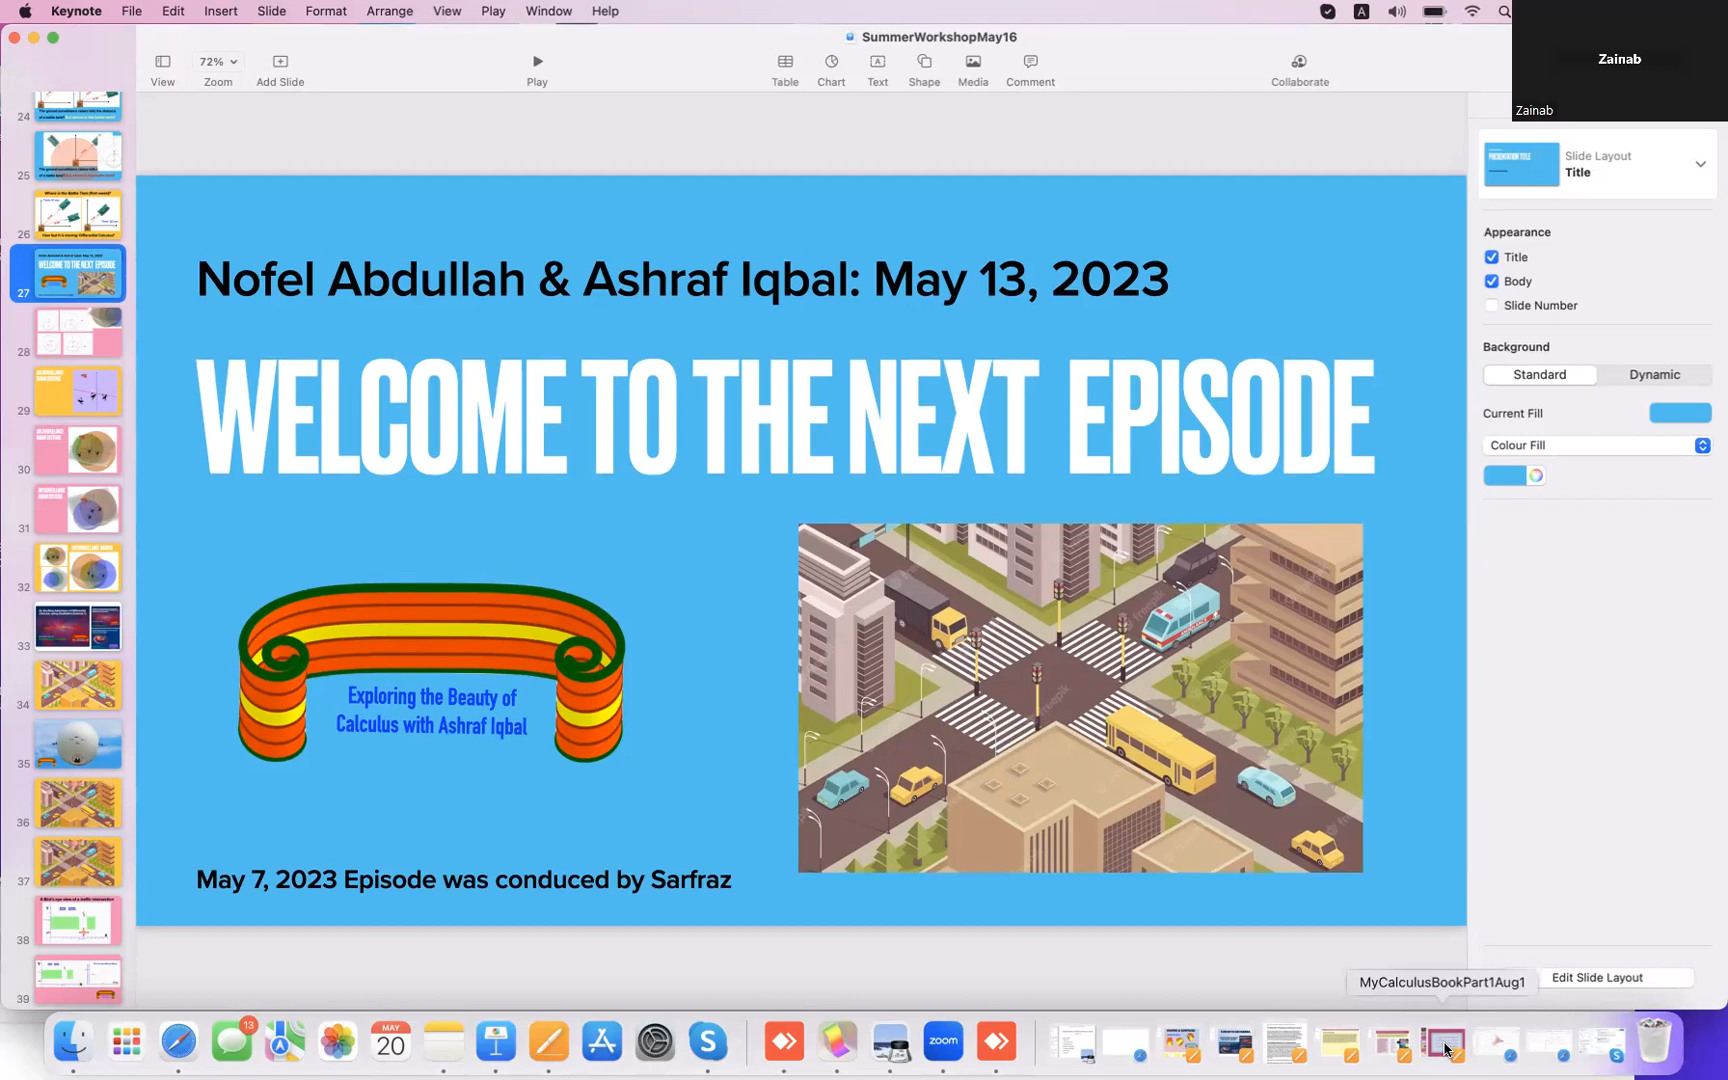 Keynote File Edit Insert Slide Format Arrange View Play Window Help
A
Zainab
Zainab
SummerWorkshopMay16
72%
View Zoom Add Slide Play Table Chart Text Shape Media Comment Collaborate
24
25
26
27
28
29
30
31
32
33
34
35
36
37
38
39
Nofel Abdullah & Ashraf Iqbal: May 13, 2023
WELCOME TO THE NEXT EPISODE
Exploring the Beauty of
Calculus with Ashraf Iqbal
AMBULANCE
freepik
May 7, 2023 Episode was conduced by Sarfraz
PRESENTATION TITLE
Slide Layout
Title
Appearance
Title
Body
Slide Number
Background
Standard Dynamic
Current Fill
Colour Fill
Edit Slide Layout
MyCalculusBookPart1Aug1
13
MAY
20
zoom